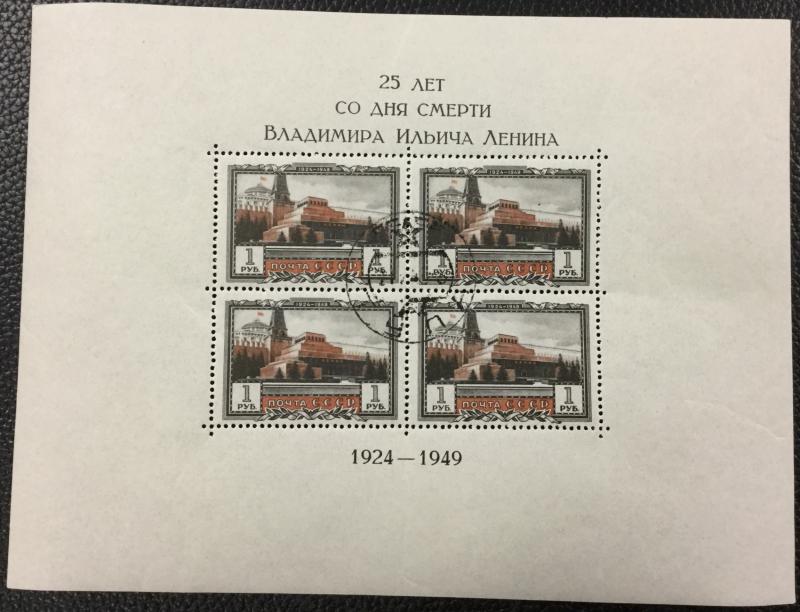 25 ЛЕТ
СО ДНЯ СМЕРТИ
ВЛАДИМИРА ИЛЬИЧА ЛЕНИНА
1924-1949
1924-1949
1 РУБ. ПОЧТА СССР 1 РУБ.
1 РУБ. ПОЧТА СССР 1 РУБ.
1924-1949
1924-1949
1 РУБ. ПОЧТА СССР 1 РУБ.
1 РУБ. ПОЧТА СССР 1 РУБ.
1924—1949